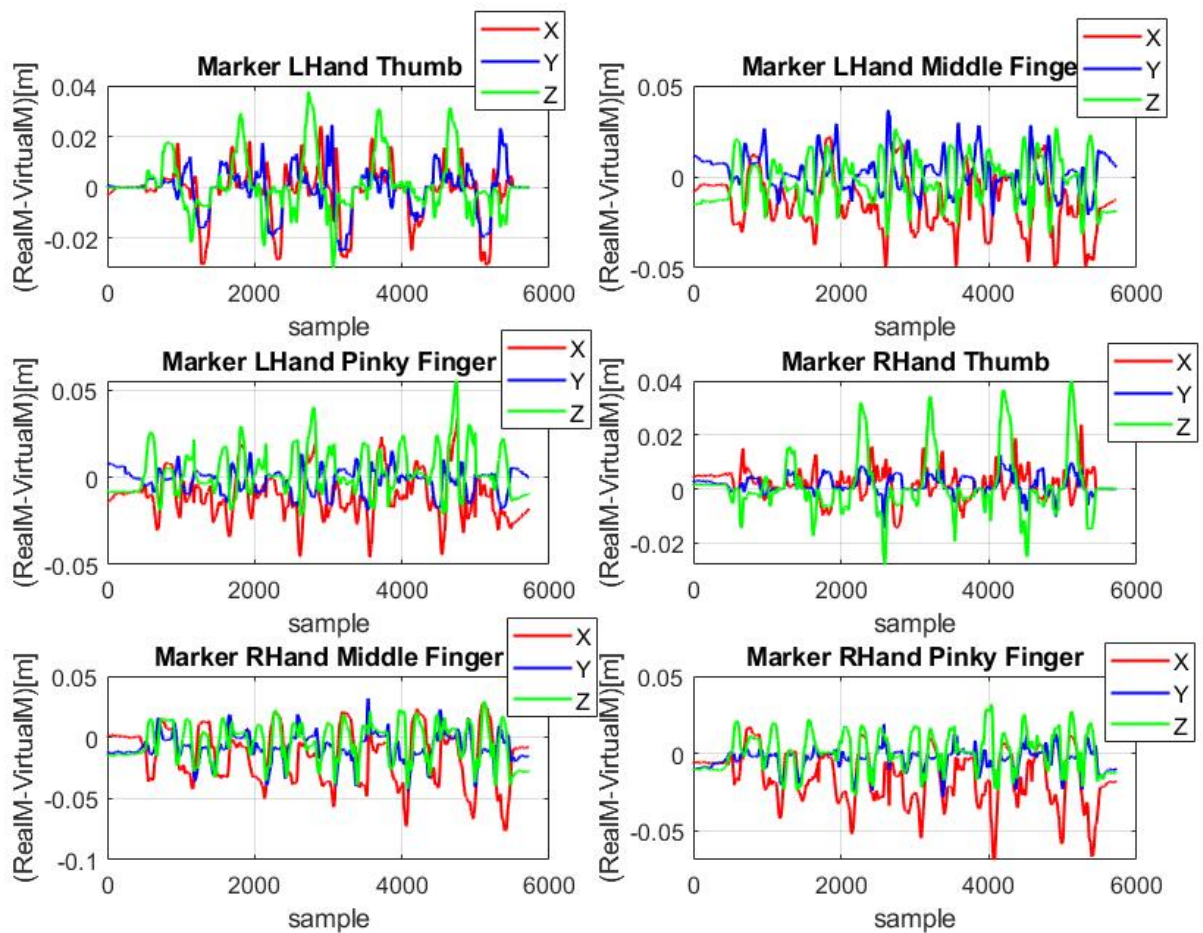 Marker LHand Thumb
X
Y
Z
(RealM-VirtualM)[m]
0.04
0.02
0
-0.02
0
2000
4000
6000
sample
Marker LHand Middle Finge
X
Y
Z
(RealM-VirtualM)[m]
0.05
0
-0.05
0
2000
4000
6000
sample
Marker LHand Pinky Finger
X
Y
Z
(RealM-VirtualM)[m]
0.05
0
-0.05
0
2000
4000
6000
sample
Marker RHand Thumb
X
Y
Z
(RealM-VirtualM)[m]
0.04
0.02
0
-0.02
0
2000
4000
6000
sample
Marker RHand Middle Finger
X
Y
Z
(RealM-VirtualM)[m]
0.05
0
-0.05
-0.1
0
2000
4000
6000
sample
Marker RHand Pinky Finger
X
Y
Z
(RealM-VirtualM)[m]
0.05
0
-0.05
0
2000
4000
6000
sample